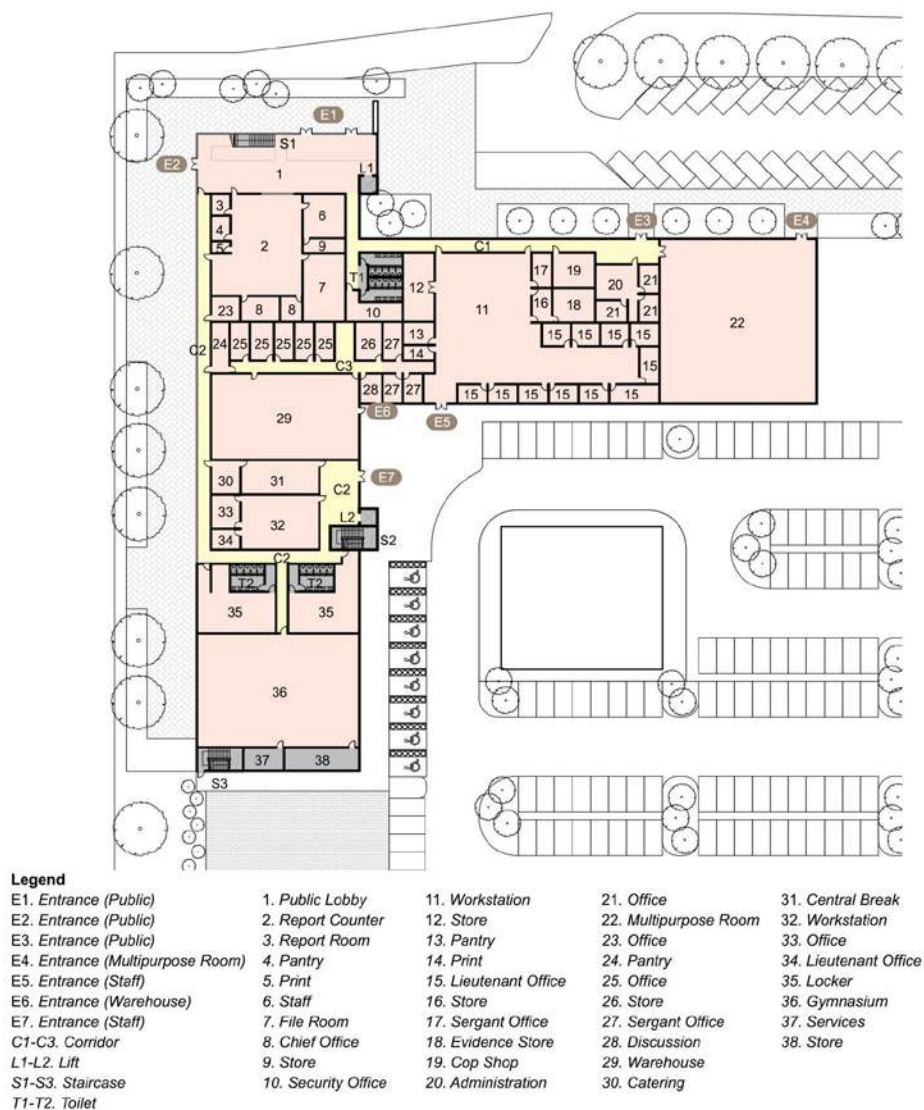 E1
S1
E2
L1
1
3
6
4
5
2
9
E3
E4
C1
T1
17
19
20
21
7
12
11
22
23
8
8
10
16
18
21
21
24
25
25
25
25
25
26
27
13
15
15
15
15
C2
C3
14
15
28
27
27
15
15
15
15
15
15
E6
E5
29
30
31
E7
C2
33
32
L2
34
S2
C2
T2
T2
35
35
36
37
38
S3
Legend
E1. Entrance (Public)
E2. Entrance (Public)
E3. Entrance (Public)
E4. Entrance (Multipurpose Room)
E5. Entrance (Staff)
E6. Entrance (Warehouse)
E7. Entrance (Staff)
C1-C3. Corridor
L1-L2. Lift
S1-S3. Staircase
T1-T2. Toilet
1. Public Lobby
2. Report Counter
3. Report Room
4. Pantry
5. Print
6. Staff
7. File Room
8. Chief Office
9. Store
10. Security Office
11. Workstation
12. Store
13. Pantry
14. Print
15. Lieutenant Office
16. Store
17. Sergant Office
18. Evidence Store
19. Cop Shop
20. Administration
21. Office
22. Multipurpose Room
23. Office
24. Pantry
25. Office
26. Store
27. Sergant Office
28. Discussion
29. Warehouse
30. Catering
31. Central Break
32. Workstation
33. Office
34. Lieutenant Office
35. Locker
36. Gymnasium
37. Services
38. Store